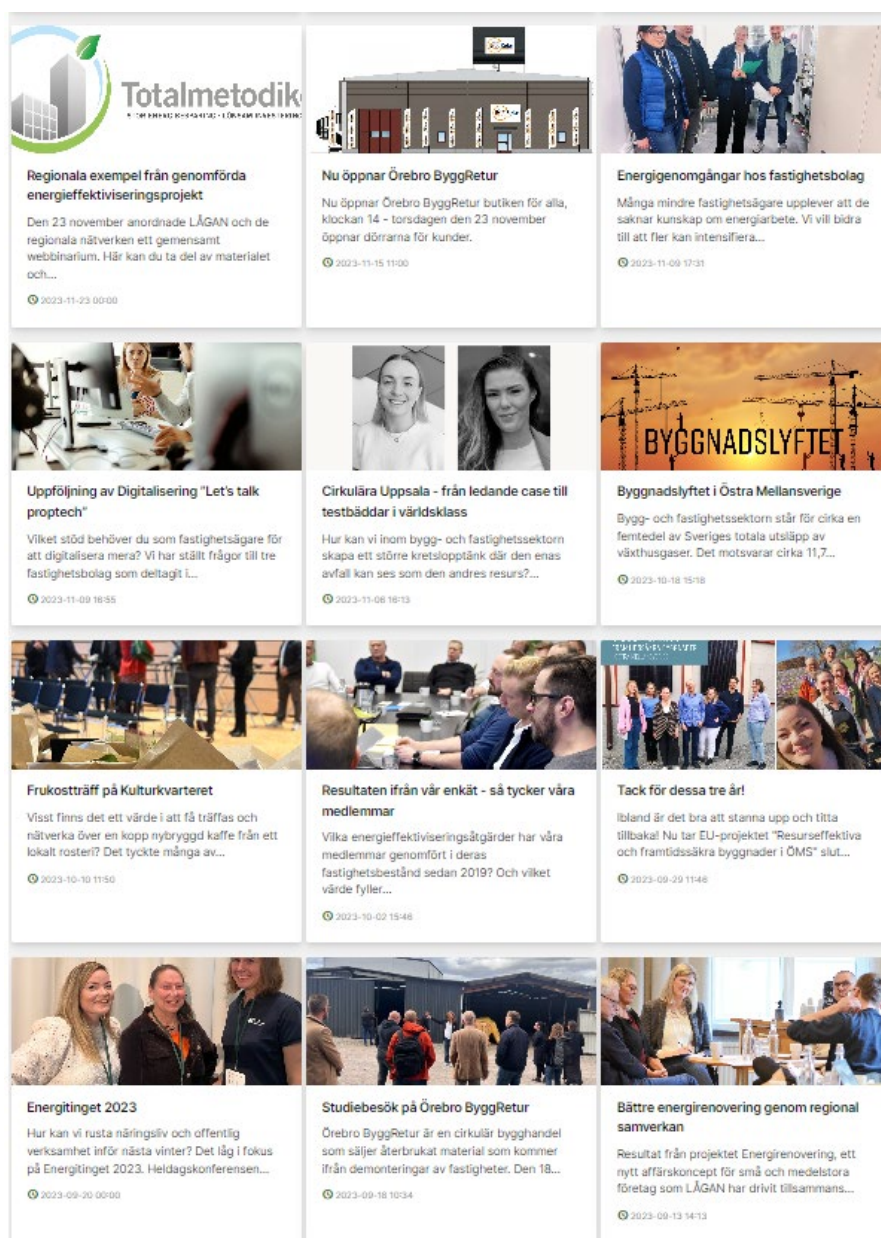 Totalmetodik
STOR ENERGIBESPARING - LÖNSAM INVESTERING
Regionala exempel från genomförda
energieffektiviseringsprojekt
Den 23 november anordnade LÅGAN och de
regionala nätverken ett gemensamt
webbinarium. Här kan du ta del av materialet
och...
2023-11-23 00:00
Nu öppnar Örebro ByggRetur
Nu öppnar Örebro ByggRetur butiken för alla,
klockan 14 - torsdagen den 23 november
öppnar dörrarna för kunder.
2023-11-15 11:00
Energigenomgångar hos fastighetsbolag
Många mindre fastighetsägare upplever att de
saknar kunskap om energiarbete. Vi vill bidra
till att fler kan intensifiera...
2023-11-09 17:31
Uppföljning av Digitalisering "Let's talk
proptech"
Vilket stöd behöver du som fastighetsägare för
att digitalisera mera? Vi har ställt frågor till tre
fastighetsbolag som deltagit i...
2023-11-09 16:55
Cirkulära Uppsala - från ledande case till
testbäddar i världsklass
Hur kan vi inom bygg- och fastighetssektorn
skapa ett större kretslopptänk där den enas
avfall kan ses som den andres resurs?...
2023-11-06 16:13
BYGGNADSLYFTET
Byggnadslyftet i Östra Mellansverige
Bygg- och fastighetssektorn står för cirka en
femtedel av Sveriges totala utsläpp av
växthusgaser. Det motsvarar cirka 11,7...
2023-10-18 15:18
Frukostträff på Kulturkvarteret
Visst finns det ett värde i att få träffas och
nätverka över en kopp nybryggd kaffe från ett
lokalt rosteri? Det tyckte många av...
2023-10-10 11:50
Resultaten ifrån vår enkät - så tycker våra
medlemmar
Vilka energieffektiviseringsåtgärder har våra
medlemmar genomfört i deras
fastighetsbestånd sedan 2019? Och vilket
värde fyller...
2023-10-02 15:46
Tack för dessa tre år!
Ibland är det bra att stanna upp och titta
tillbaka! Nu tar EU-projektet "Resurseffektiva
och framtidssäkra byggnader i ÖMS" slut...
2023-09-29 11:46
Energitinget 2023
Hur kan vi rusta näringsliv och offentlig
verksamhet inför nästa vinter? Det låg i fokus
på Energitinget 2023. Heldagskonferensen...
2023-09-20 00:00
Studiebesök på Örebro ByggRetur
Örebro ByggRetur är en cirkulär bygghandel
som säljer återbrukat material som kommer
ifrån demonteringar av fastigheter. Den 18...
2023-09-18 10:34
Bättre energirenovering genom regional
samverkan
Resultat från projektet Energirenovering, ett
nytt affärskoncept för små och medelstora
företag som LÅGAN har drivit tillsammans...
2023-09-13 14:13